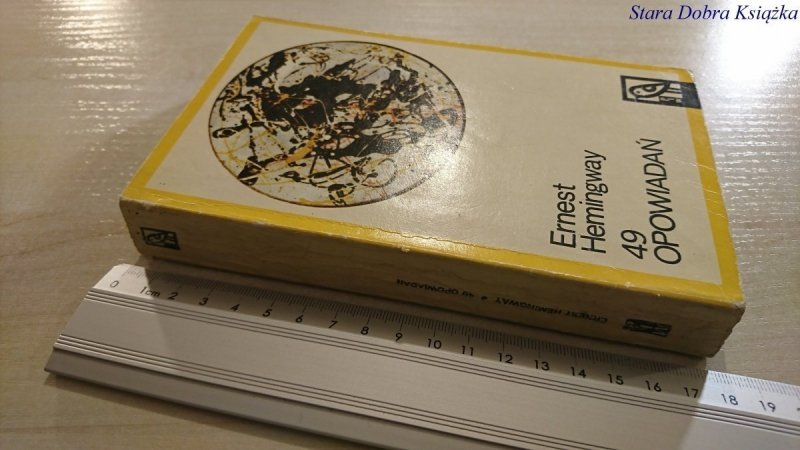 Stara Dobra Książka
Ernest
Hemingway
49
OPOWIADAŃ
ERNEST HEMINGWAY 49 OPOWIADAŃ
0 1cm 2 3 4 5 6 7 8 9 10 11 12 13 14 15 16 17 18 19